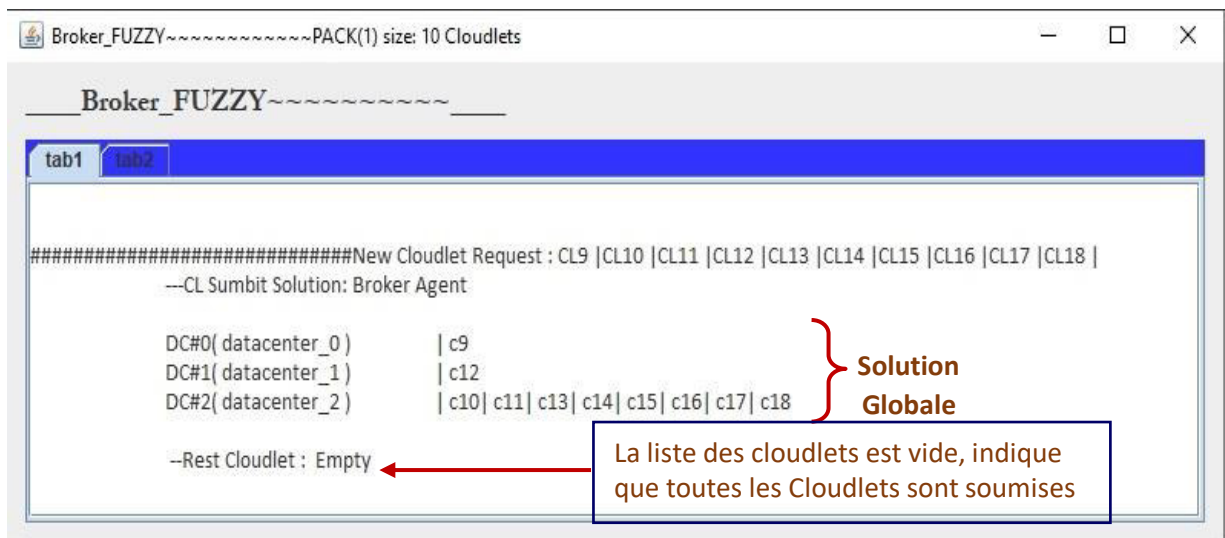 Broker_FUZZY~~~~~~~~~~~~PACK(1) size: 10 Cloudlets
____Broker_FUZZY~~~~~~~~~~____
tab1 tab2
##############################New Cloudlet Request : CL9 |CL10 |CL11 |CL12 |CL13 |CL14 |CL15 |CL16 |CL17 |CL18 |
---CL Sumbit Solution: Broker Agent
DC#0( datacenter_0 ) | c9
DC#1( datacenter_1 ) | c12
DC#2( datacenter_2 ) | c10| c11| c13| c14| c15| c16| c17| c18
Solution
Globale
--Rest Cloudlet : Empty
La liste des cloudlets est vide, indique
que toutes les Cloudlets sont soumises